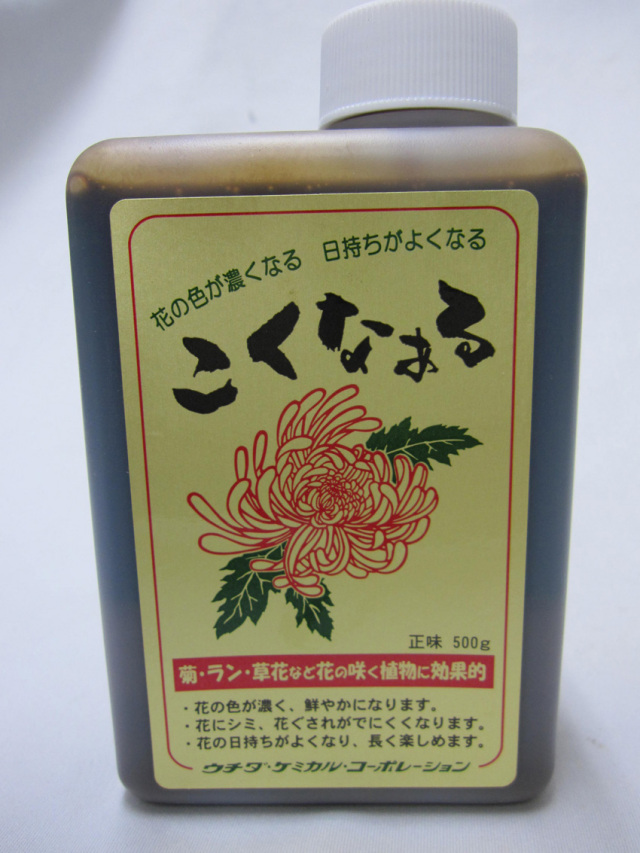 花の色が濃くなる 日持ちがよくなる
こくなぁる
正味 500g
菊・ラン・草花など花の咲く植物に効果的
・花の色が濃く、鮮やかになります。
・花にシミ、花ぐされがでにくくなります。
・花の日持ちがよくなり、長く楽しめます。
ウチダ・ケミカル・コーポレーション